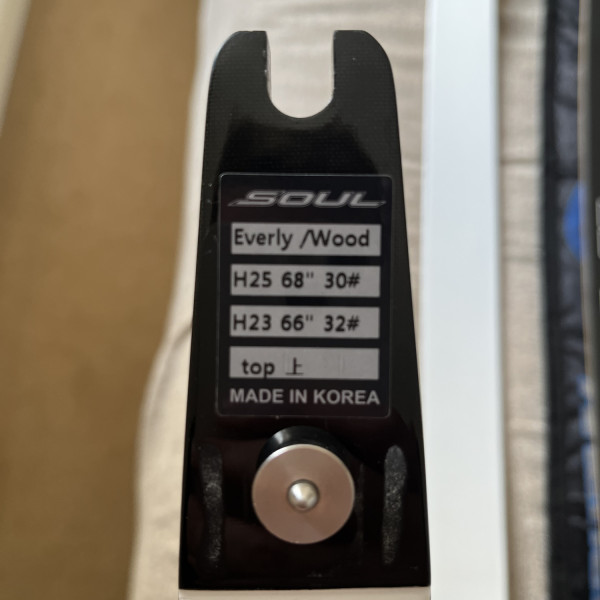 SOUL
Everly /Wood
H25 68" 30#
H23 66" 32#
top 上
MADE IN KOREA